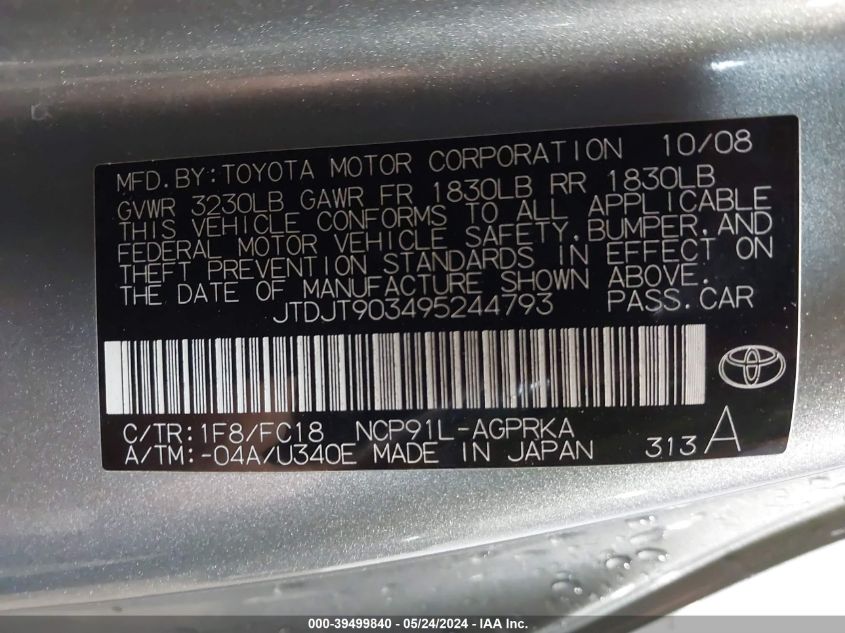 MFD.BY:TOYOTA MOTOR CORPORATION 10/08
GVWR 3230LB GAWR FR 1830LB RR 1830LB
THIS VEHICLE CONFORMS TO ALL APPLICABLE
FEDERAL MOTOR VEHICLE SAFETY,BUMPER,AND
THEFT PREVENTION STANDARDS IN EFFECT ON
THE DATE OF MANUFACTURE SHOWN ABOVE.
JTDJT903495244793 PASS.CAR
C/TR:1F8/FC18 NCP91L-AGPRKA
A/TM:-04A/U340E MADE IN JAPAN 313A
000-39499840 - 05/24/2024 - IAAI.com